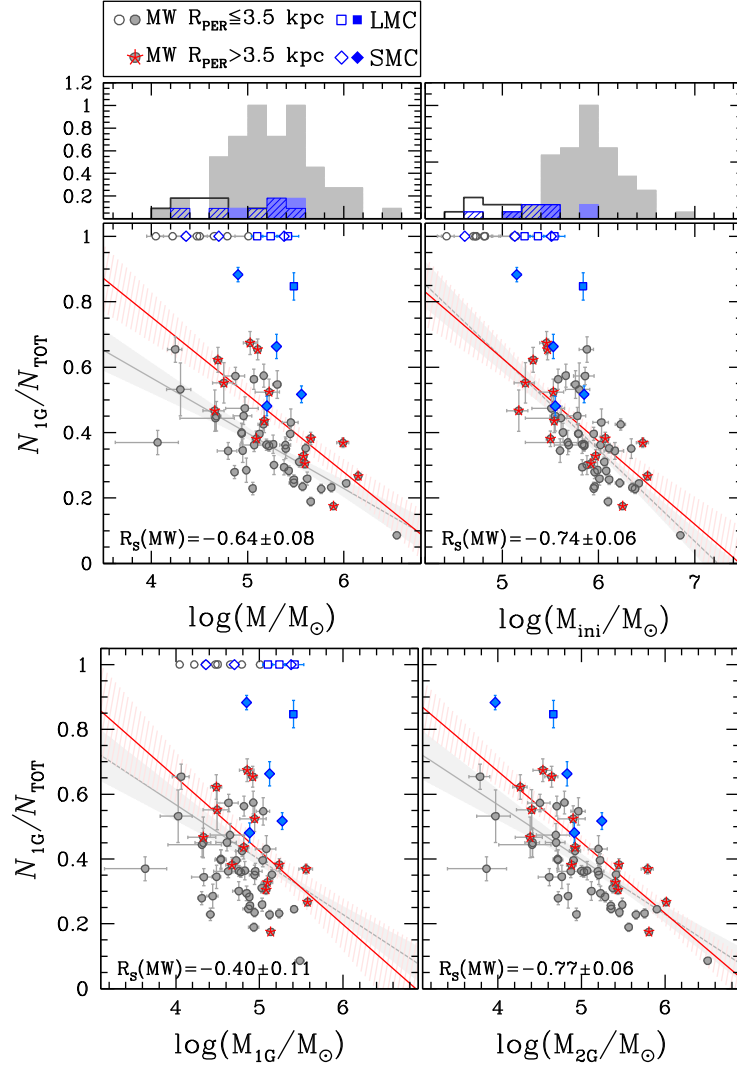 MW R_PER≤3.5 kpc LMC
MW R_PER>3.5 kpc SMC
1.2
1
0.8
0.6
0.4
0.2
1
0.8
0.6
0.4
0.2
0
N_1G/N_TOT
R_S(MW)=−0.64±0.08
R_S(MW)=−0.74±0.06
4 5 6
5 6 7
log(M/M_⊙)
log(M_ini/M_⊙)
1
0.8
0.6
0.4
0.2
0
N_1G/N_TOT
R_S(MW)=−0.40±0.11
R_S(MW)=−0.77±0.06
4 5 6
4 5 6
log(M_1G/M_⊙)
log(M_2G/M_⊙)